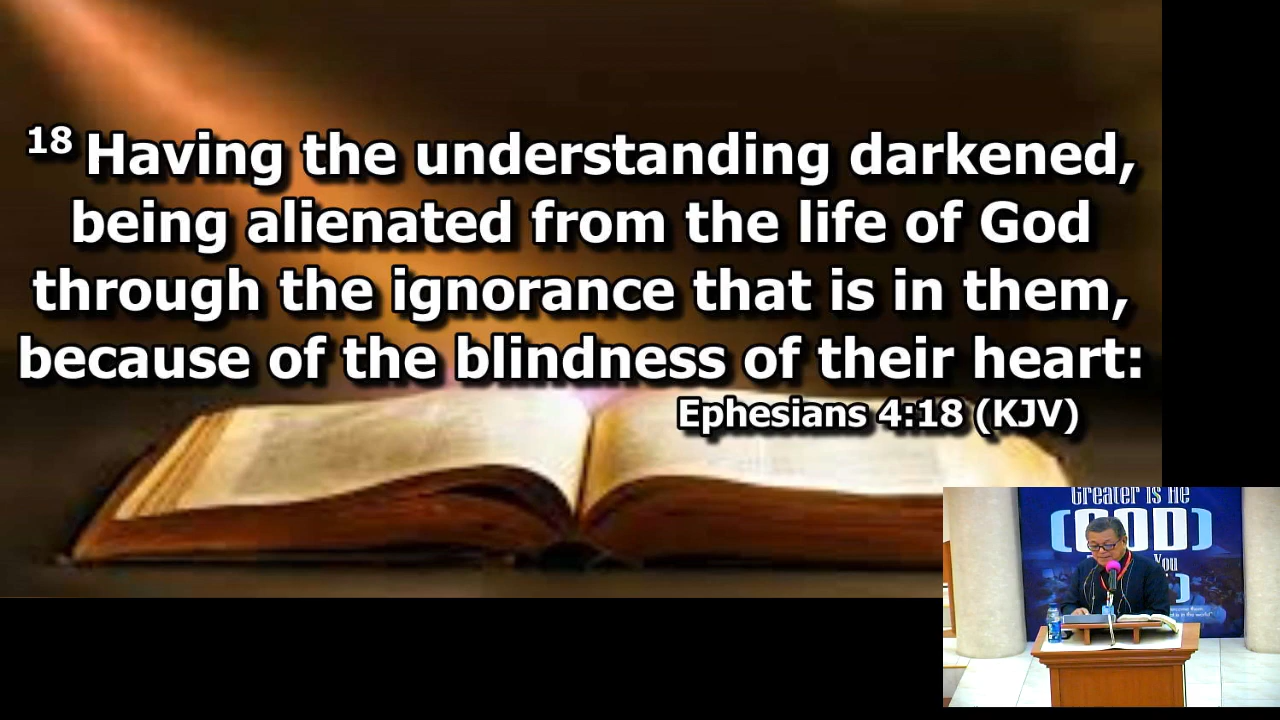 18 Having the understanding darkened,
being alienated from the life of God
through the ignorance that is in them,
because of the blindness of their heart:
Ephesians 4:18 (KJV)
Greater is He
(GOD)
You